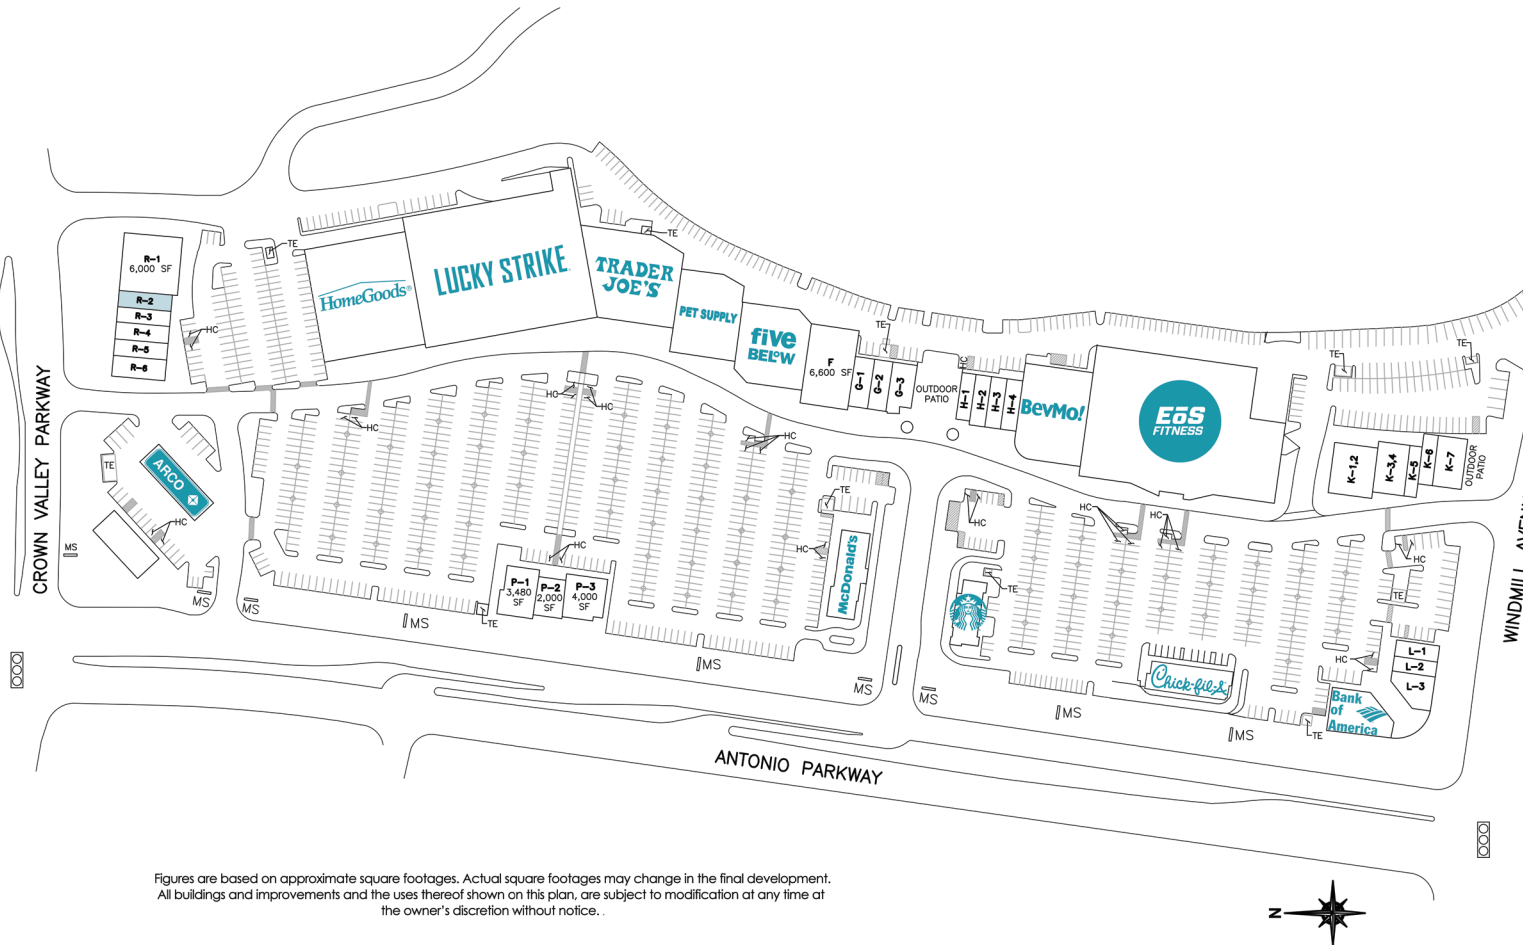 CROWN VALLEY PARKWAY
R-1
6,000 SF
R-2
R-3
R-4
R-5
R-6
HC
TE
HomeGoods®
LUCKY STRIKE
TRADER
JOE'S
TE
PET SUPPLY
five
BELOW
F
6,600 SF
TE
G-1
G-2
G-3
OUTDOOR
PATIO
HC
H-1
H-2
H-3
H-4
BevMo!
EōS
FITNESS
TE
TE
K-1,2
K-3,4
K-5
K-6
K-7
OUTDOOR
PATIO
ARCO
TE
HC
MS
MS
HC
HC
HC
HC
TE
HC
McDonald's
HC
P-1
3,480
SF
P-2
2,000
SF
P-3
4,000
SF
TE
MS
MS
MS
MS
HC
HC
HC
TE
HC
TE
HC
L-1
L-2
L-3
Chick-fil-A
Bank
of
America
TE
MS
MS
MS
WINDMILL
ANTONIO PARKWAY
Figures are based on approximate square footages. Actual square footages may change in the final development.
All buildings and improvements and the uses thereof shown on this plan, are subject to modification at any time at
the owner's discretion without notice. .
N